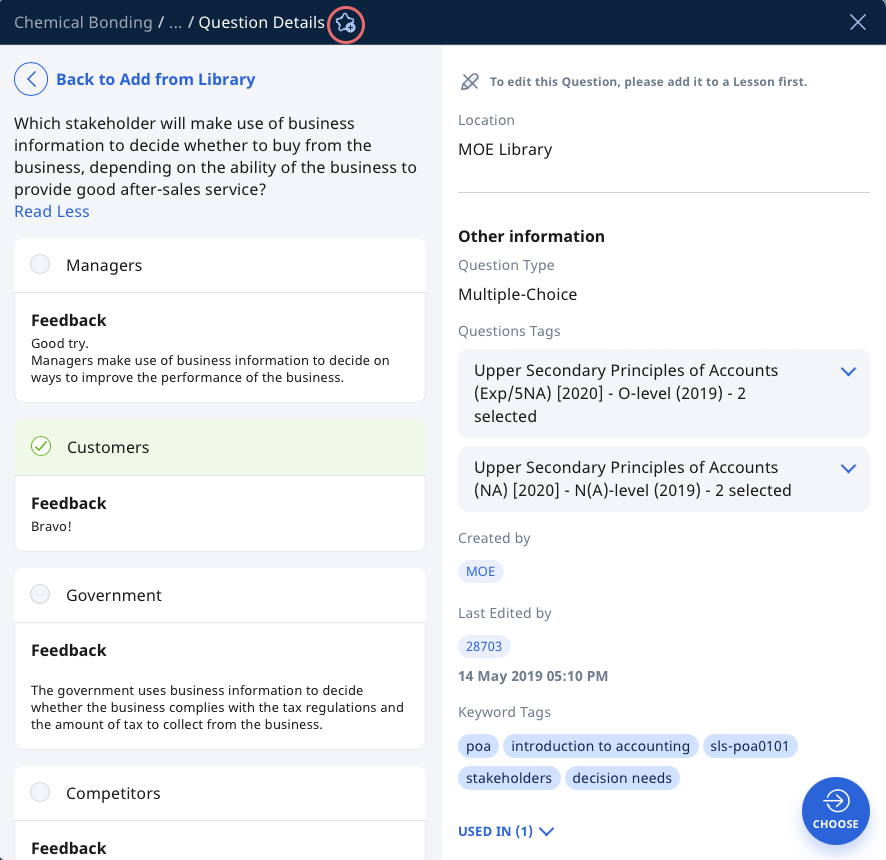 Chemical Bonding / ... / Question Details
Back to Add from Library
Which stakeholder will make use of business
information to decide whether to buy from the
business, depending on the ability of the business to
provide good after-sales service?
Read Less
Managers
Feedback
Good try.
Managers make use of business information to decide on
ways to improve the performance of the business.
Customers
Feedback
Bravo!
Government
Feedback
The government uses business information to decide
whether the business complies with the tax regulations and
the amount of tax to collect from the business.
Competitors
Feedback
To edit this Question, please add it to a Lesson first.
Location
MOE Library
Other information
Question Type
Multiple-Choice
Questions Tags
Upper Secondary Principles of Accounts
(Exp/5NA) [2020] - O-level (2019) - 2
selected
Upper Secondary Principles of Accounts
(NA) [2020] - N(A)-level (2019) - 2 selected
Created by
MOE
Last Edited by
28703
14 May 2019 05:10 PM
Keyword Tags
poa introduction to accounting sls-poa0101
stakeholders decision needs
USED IN (1)
CHOOSE